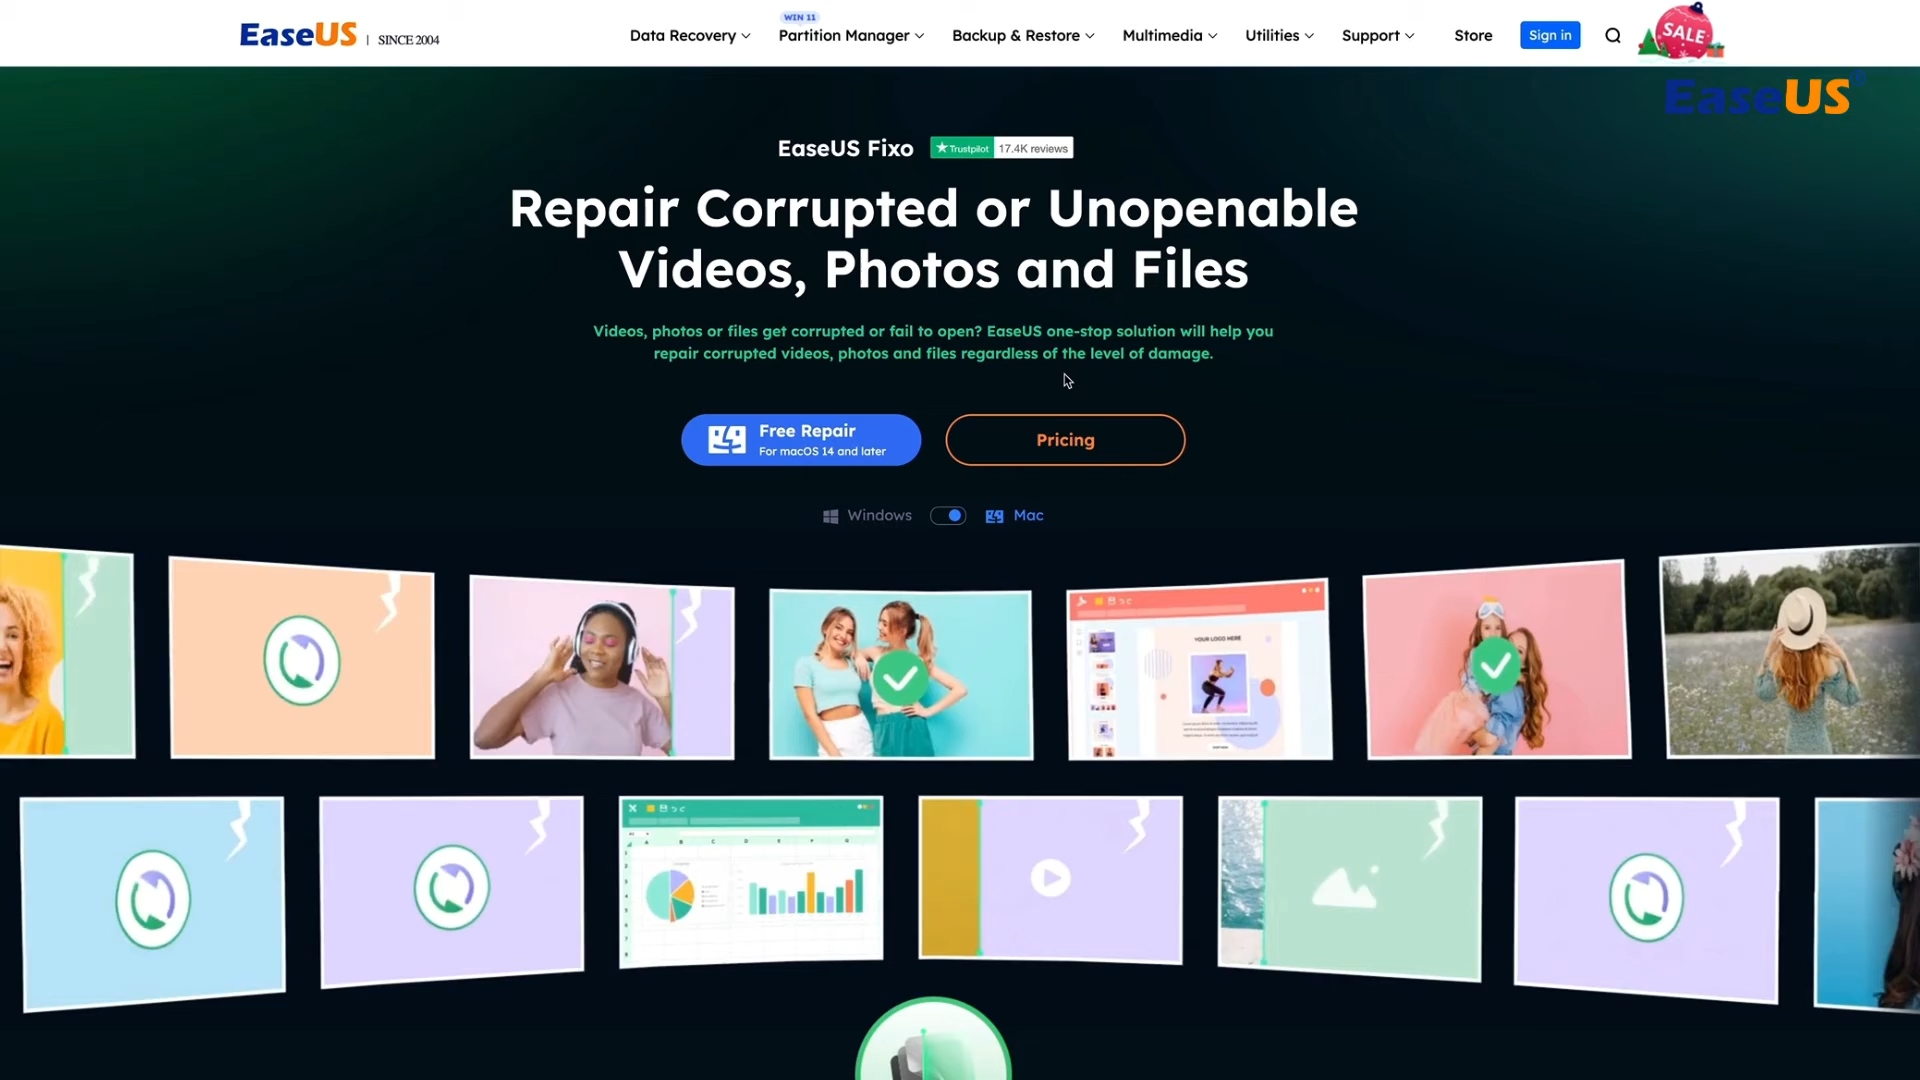 EaseUS | SINCE 2004
Data Recovery
WIN 11
Partition Manager
Backup & Restore
Multimedia
Utilities
Support
Store
Sign in
SALE
EaseUS
EaseUS Fixo
Trustpilot 17.4K reviews
Repair Corrupted or Unopenable
Videos, Photos and Files
Videos, photos or files get corrupted or fail to open? EaseUS one-stop solution will help you
repair corrupted videos, photos and files regardless of the level of damage.
Free Repair
For macOS 14 and later
Pricing
Windows
Mac
YOUR LOGO HERE